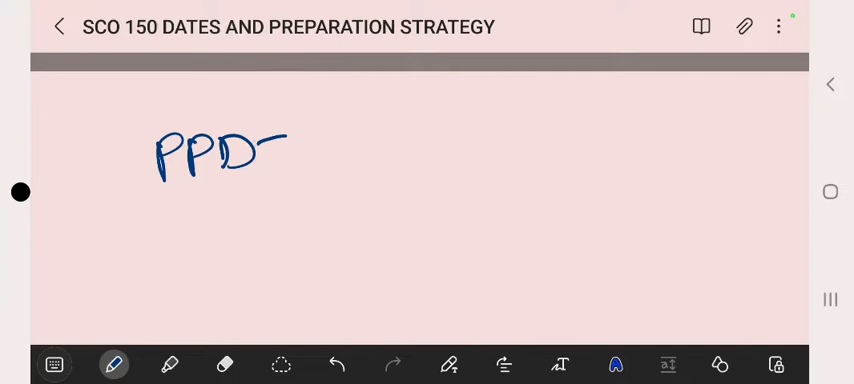 SCO 150 DATES AND PREPARATION STRATEGY
PPD